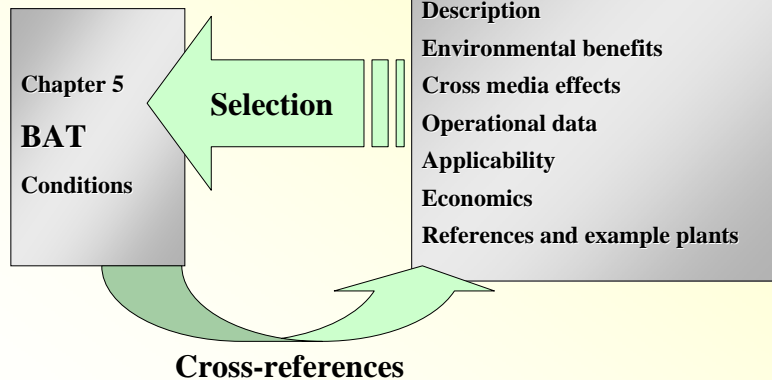 Chapter 5
BAT
Conditions
Selection
Description
Environmental benefits
Cross media effects
Operational data
Applicability
Economics
References and example plants
Cross-references